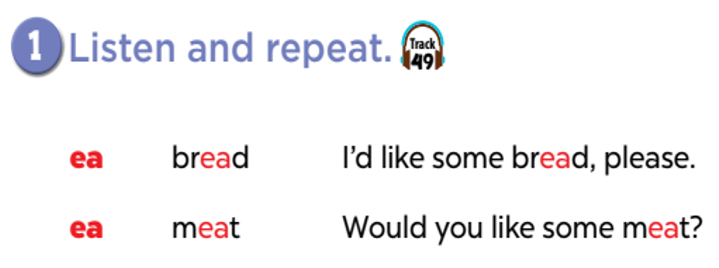 1 Listen and repeat. Track 49
ea bread I'd like some bread, please.
ea meat Would you like some meat?